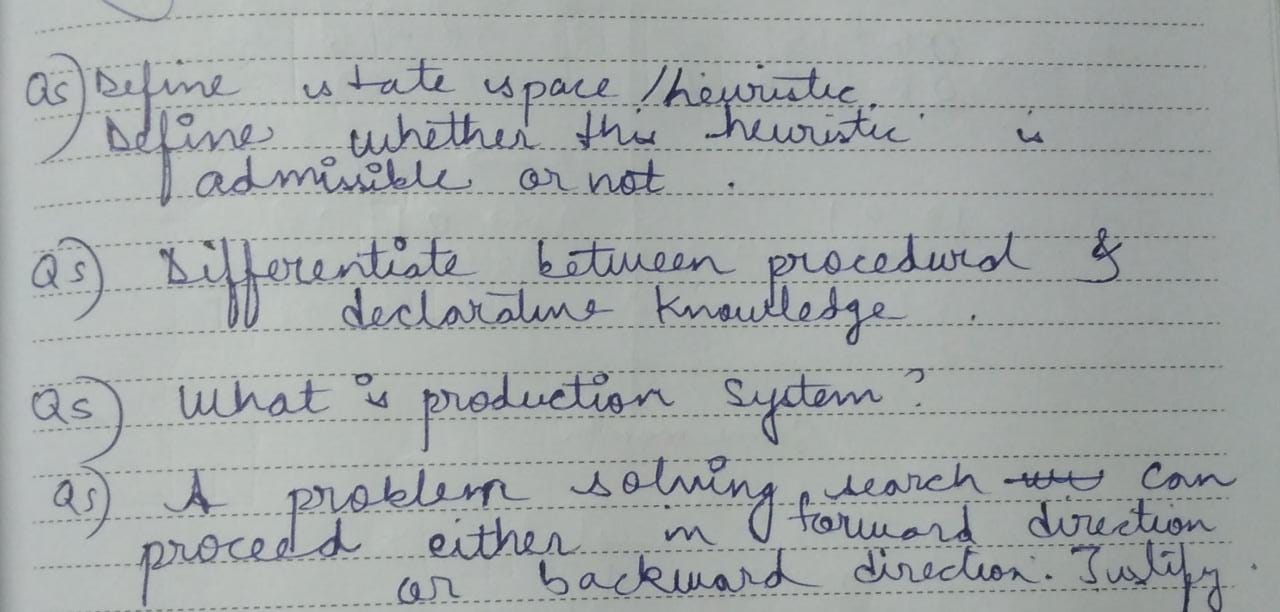 Qs) Define state space /heuristic.
Define whether this heuristic is
admissible or not .
Qs) Differentiate between procedural &
declarative knowledge .
Qs) What is production System?
Qs) A problem solving search can
proceed either in forward direction
or backward direction. Justify.